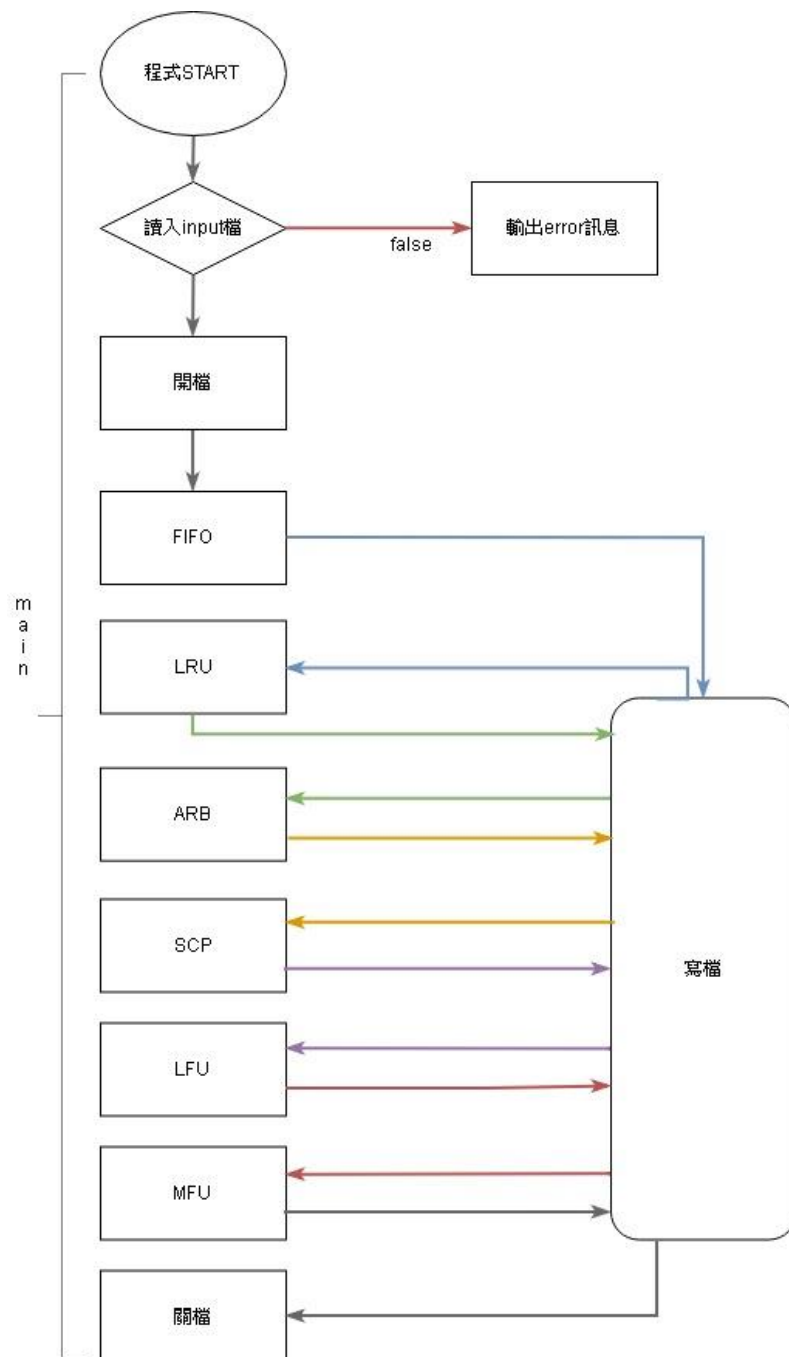 程式START
讀入input檔
false
輸出error訊息
開檔
FIFO
main
LRU
ARB
SCP
寫檔
LFU
MFU
關檔